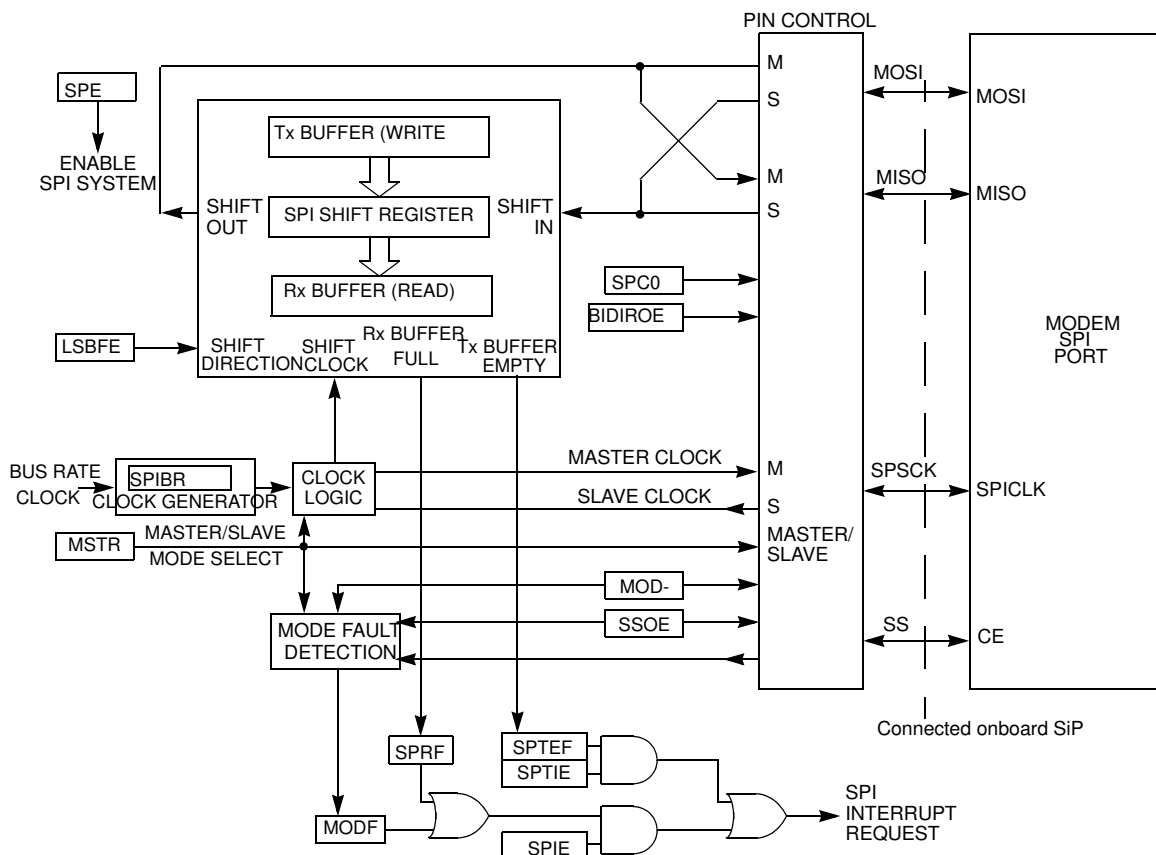 PIN CONTROL
SPE
ENABLE
SPI SYSTEM
Tx BUFFER (WRITE
SHIFT
OUT
SPI SHIFT REGISTER
SHIFT
IN
Rx BUFFER (READ)
LSBFE
SHIFT
DIRECTION
SHIFT
CLOCK
Rx BUFFER
FULL
Tx BUFFER
EMPTY
M
S
M
S
SPC0
BIDIROE
MOSI
MOSI
MISO
MISO
MODEM
SPI
PORT
BUS RATE
CLOCK
SPIBR
CLOCK GENERATOR
CLOCK
LOGIC
MASTER CLOCK
M
SLAVE CLOCK
S
SPSCK
SPICLK
MSTR
MASTER/SLAVE
MODE SELECT
MASTER/
SLAVE
MOD-
SSOE
MODE FAULT
DETECTION
SS
CE
Connected onboard SiP
SPRF
SPTEF
SPTIE
MODF
SPIE
SPI
INTERRUPT
REQUEST